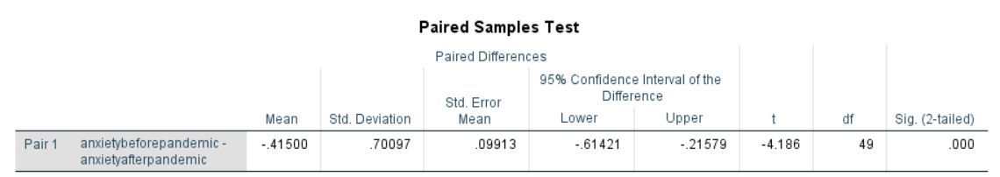 Paired Samples Test
Paired Differences
95% Confidence Interval of the
Difference
Std. Error
Mean
Mean Std. Deviation Lower Upper t df Sig. (2-tailed)
Pair 1 anxietybeforepandemic - -.41500 .70097 .09913 -.61421 -.21579 -4.186 49 .000
anxietyafterpandemic